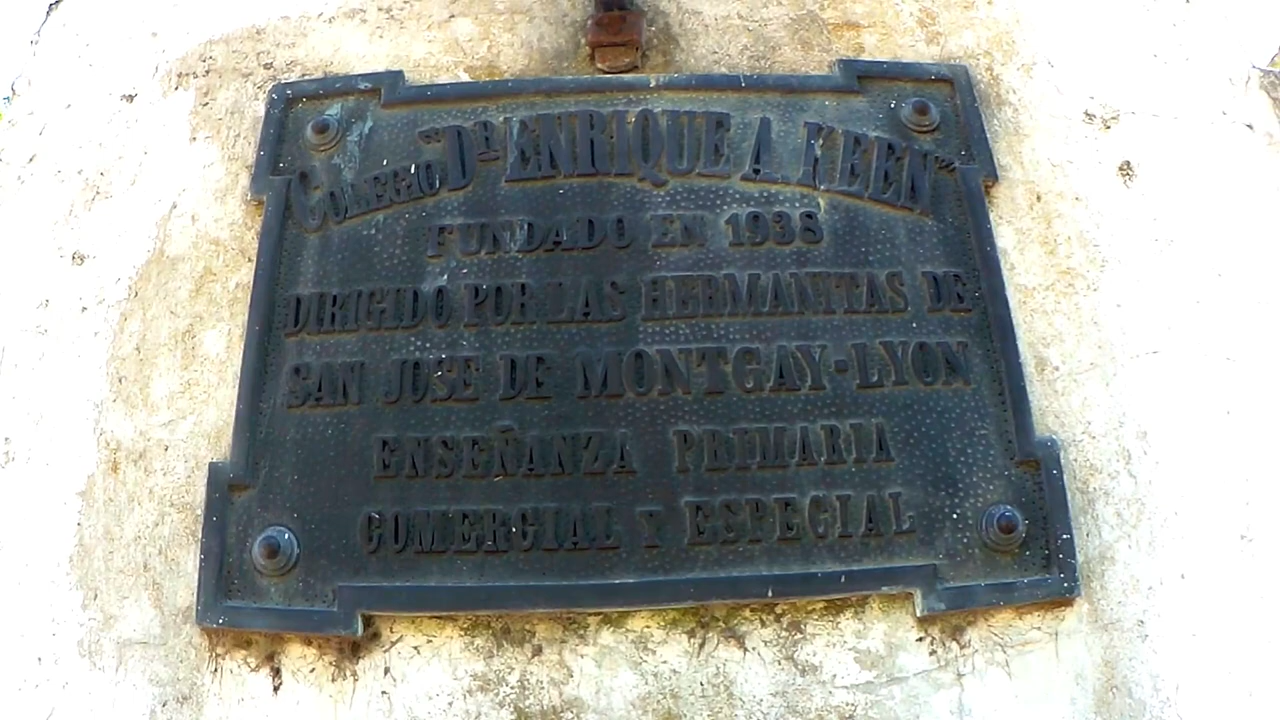 COLEGIO "Dr ENRIQUE A. KEEN"
FUNDADO EN 1938
DIRIGIDO POR LAS HERMANITAS DE
SAN JOSE DE MONTGAY-LYON
ENSEÑANZA PRIMARIA
COMERCIAL Y ESPECIAL